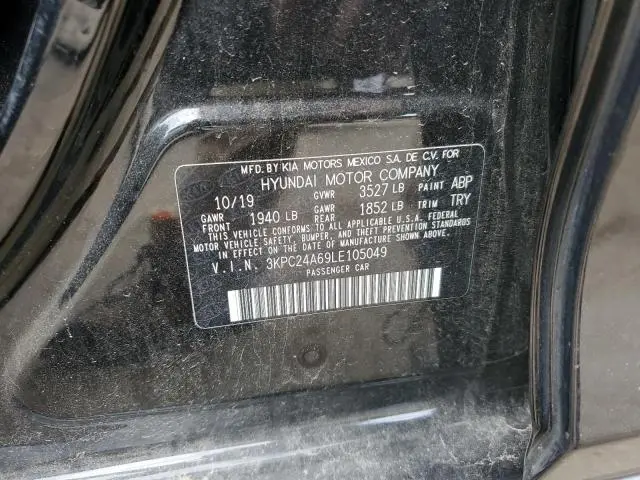 MFD. BY KIA MOTORS MEXICO S.A. DE C.V. FOR
HYUNDAI MOTOR COMPANY
10/19 GVWR 3527 LB PAINT ABP
GAWR FRONT 1940 LB GAWR REAR 1852 LB TRIM TRY
THIS VEHICLE CONFORMS TO ALL APPLICABLE U.S.A. FEDERAL
MOTOR VEHICLE SAFETY, BUMPER, AND THEFT PREVENTION STANDARDS
IN EFFECT ON THE DATE OF MANUFACTURE SHOWN ABOVE.
V.I.N. 3KPC24A69LE105049
PASSENGER CAR